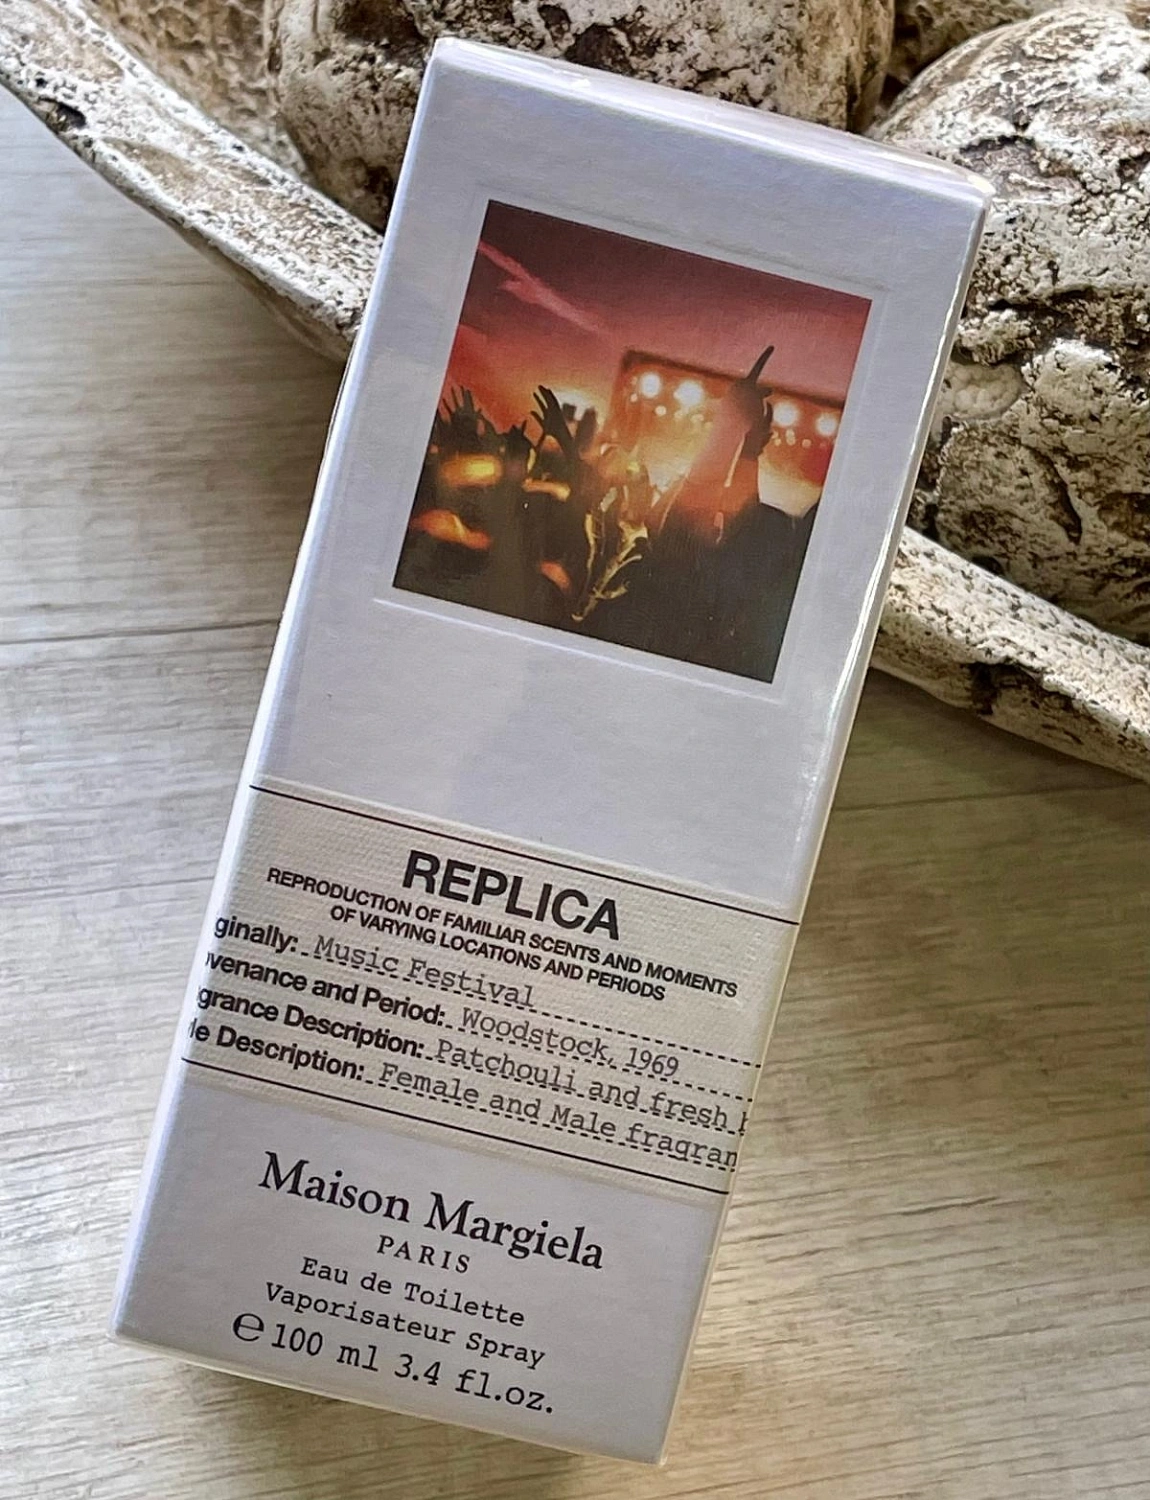 REPLICA
REPRODUCTION OF FAMILIAR SCENTS AND MOMENTS
OF VARYING LOCATIONS AND PERIODS
ginally: Music Festival
venance and Period: Woodstock, 1969
grance Description: Patchouli and fresh
le Description: Female and Male fragran
Maison Margiela
PARIS
Eau de Toilette
Vaporisateur Spray
℮ 100 ml 3.4 fl.oz.